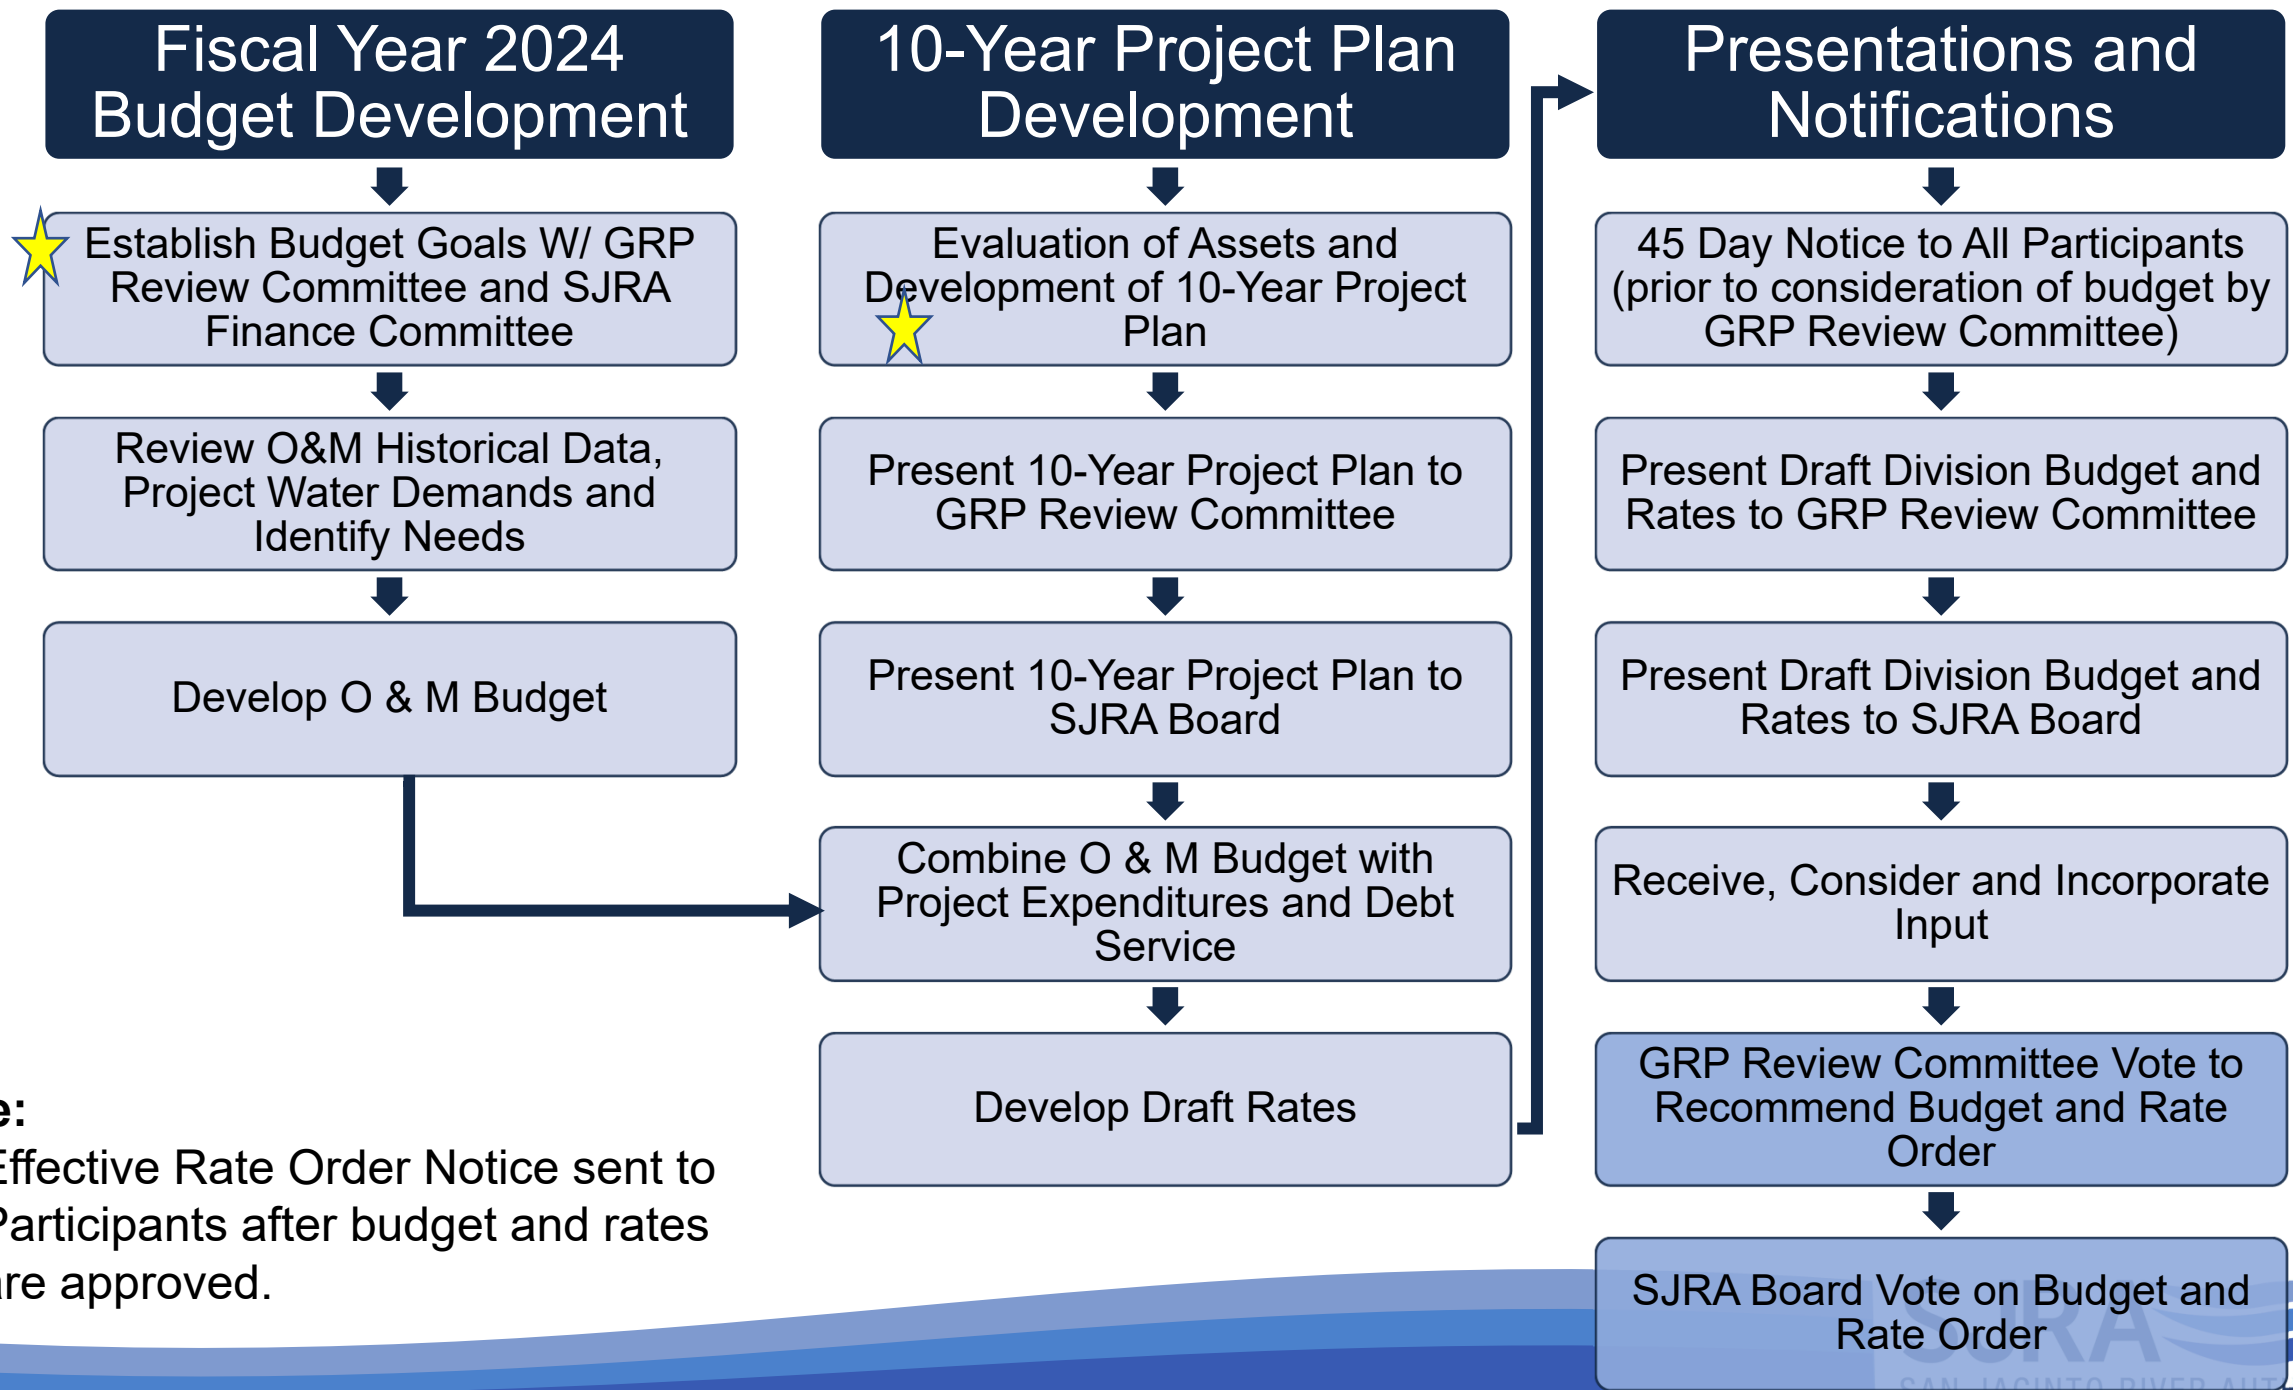 Fiscal Year 2024
Budget Development
Establish Budget Goals W/ GRP
Review Committee and SJRA
Finance Committee
Review O&M Historical Data,
Project Water Demands and
Identify Needs
Develop O & M Budget
10-Year Project Plan
Development
Evaluation of Assets and
Development of 10-Year Project
Plan
Present 10-Year Project Plan to
GRP Review Committee
Present 10-Year Project Plan to
SJRA Board
Combine O & M Budget with
Project Expenditures and Debt
Service
Develop Draft Rates
Presentations and
Notifications
45 Day Notice to All Participants
(prior to consideration of budget by
GRP Review Committee)
Present Draft Division Budget and
Rates to GRP Review Committee
Present Draft Division Budget and
Rates to SJRA Board
Receive, Consider and Incorporate
Input
GRP Review Committee Vote to
Recommend Budget and Rate
Order
SJRA Board Vote on Budget and
Rate Order
e:
Effective Rate Order Notice sent to
Participants after budget and rates
are approved.
SJRA
SAN JACINTO RIVER AUT